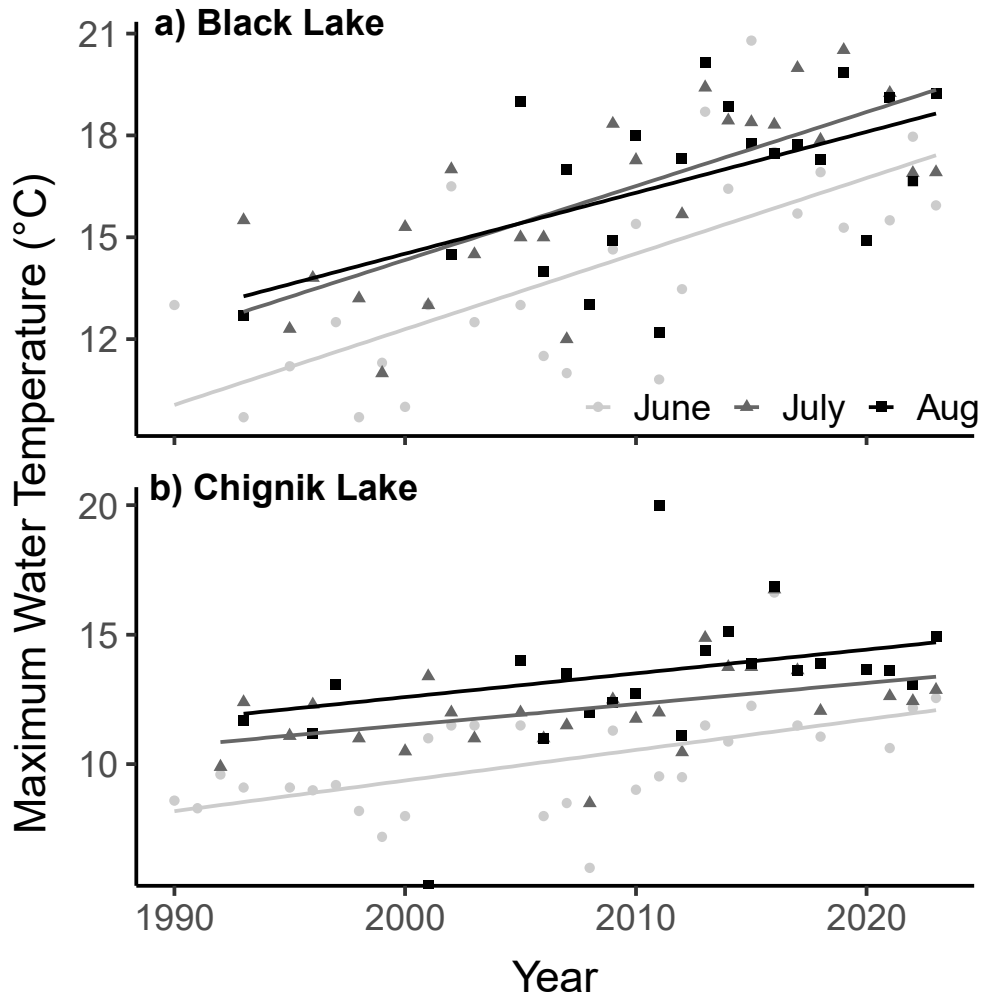 a) Black Lake
21
18
15
12
June July Aug
Maximum Water Temperature (°C)
b) Chignik Lake
20
15
10
1990 2000 2010 2020
Year